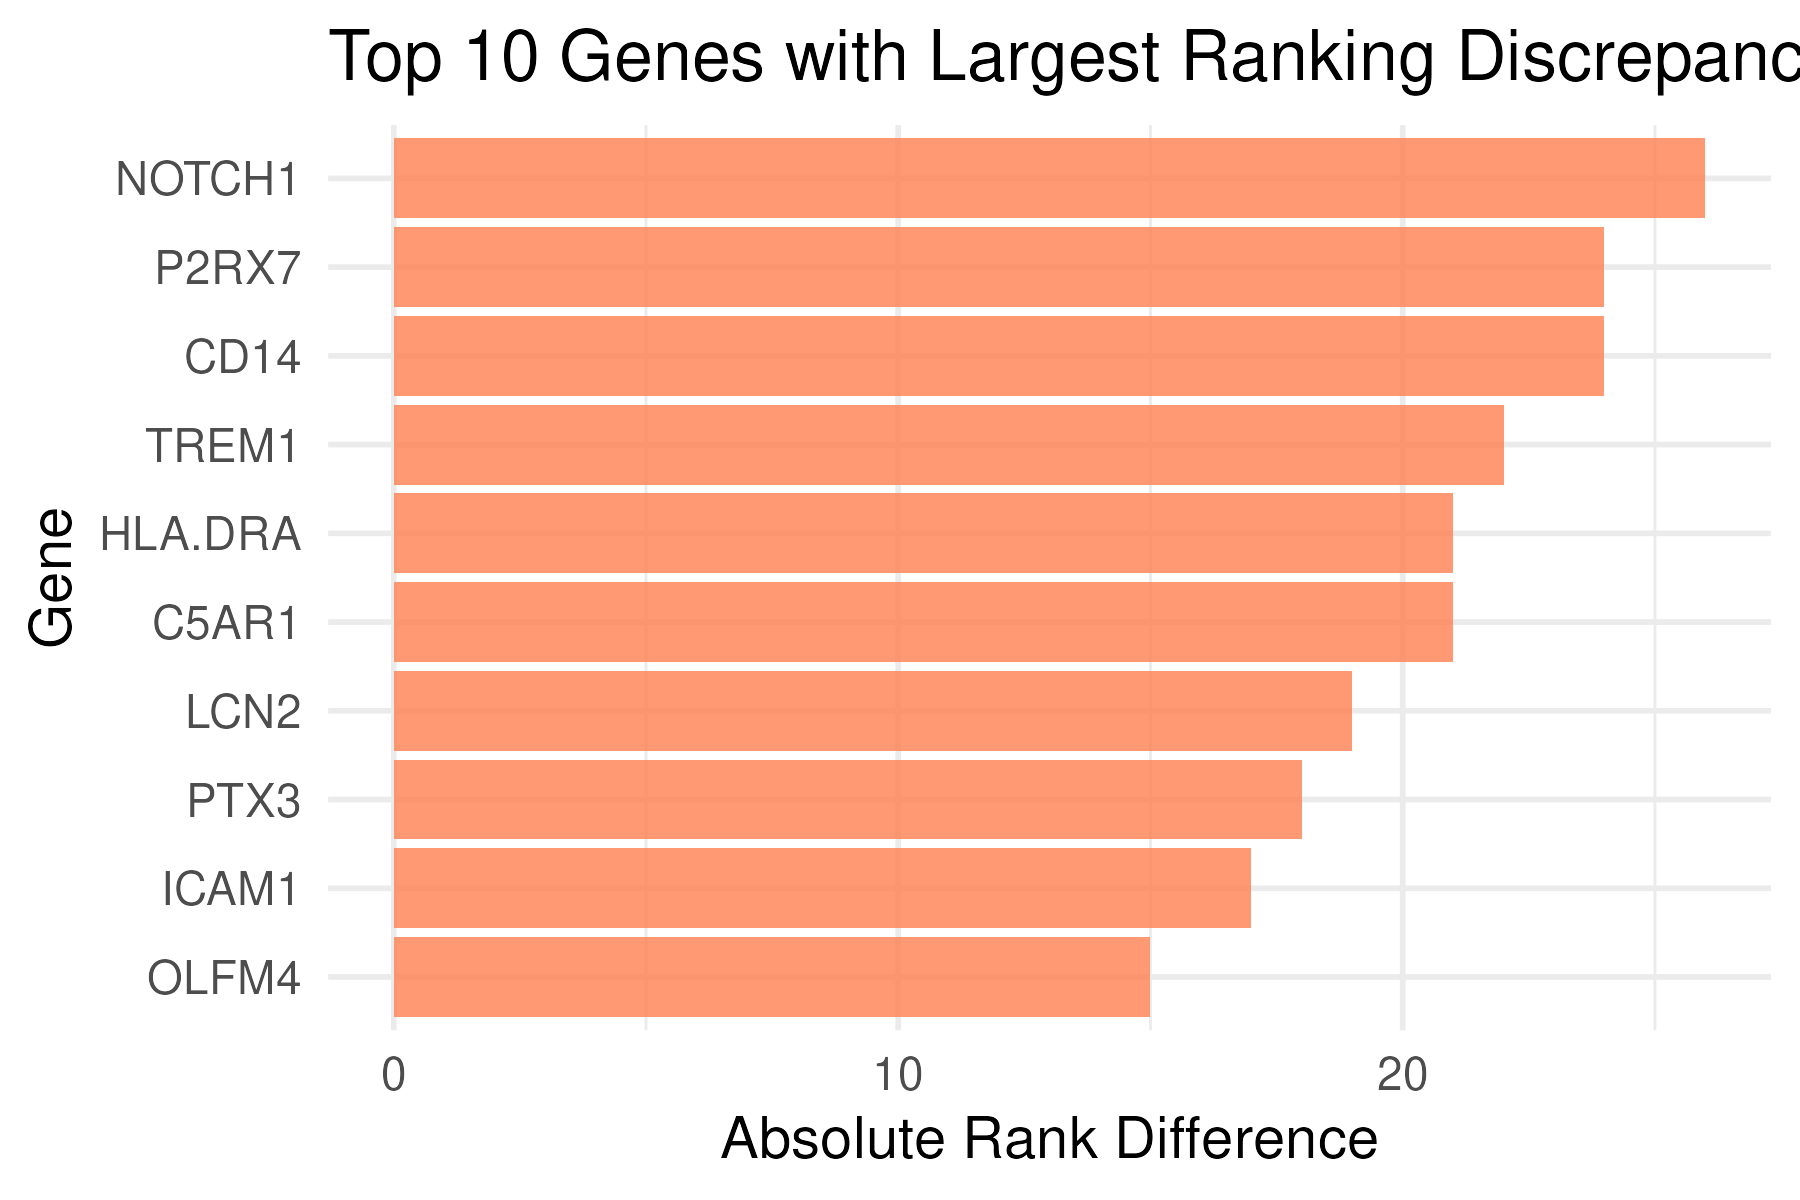 Top 10 Genes with Largest Ranking Discrepanc
NOTCH1
P2RX7
CD14
TREM1
HLA.DRA
C5AR1
LCN2
PTX3
ICAM1
OLFM4
Gene
0 10 20
Absolute Rank Difference